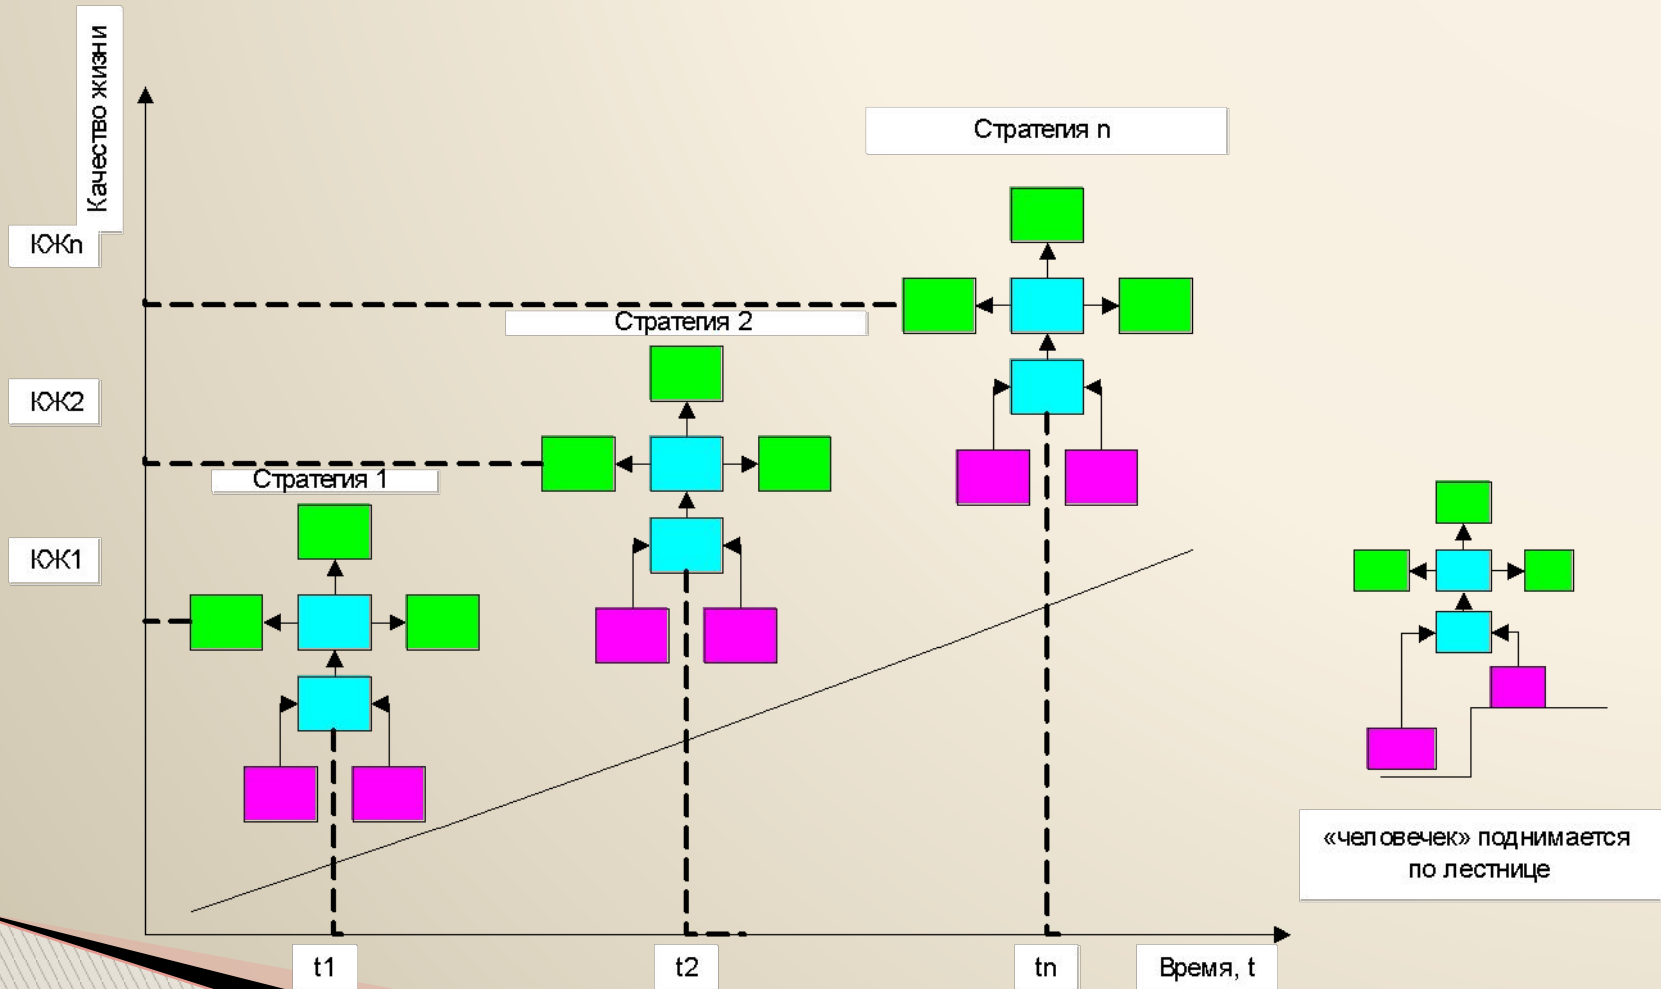 Качество жизни
Стратегия n
КЖn
Стратегия 2
КЖ2
Стратегия 1
КЖ1
«человечек» поднимается
по лестнице
t1
t2
tn
Время, t